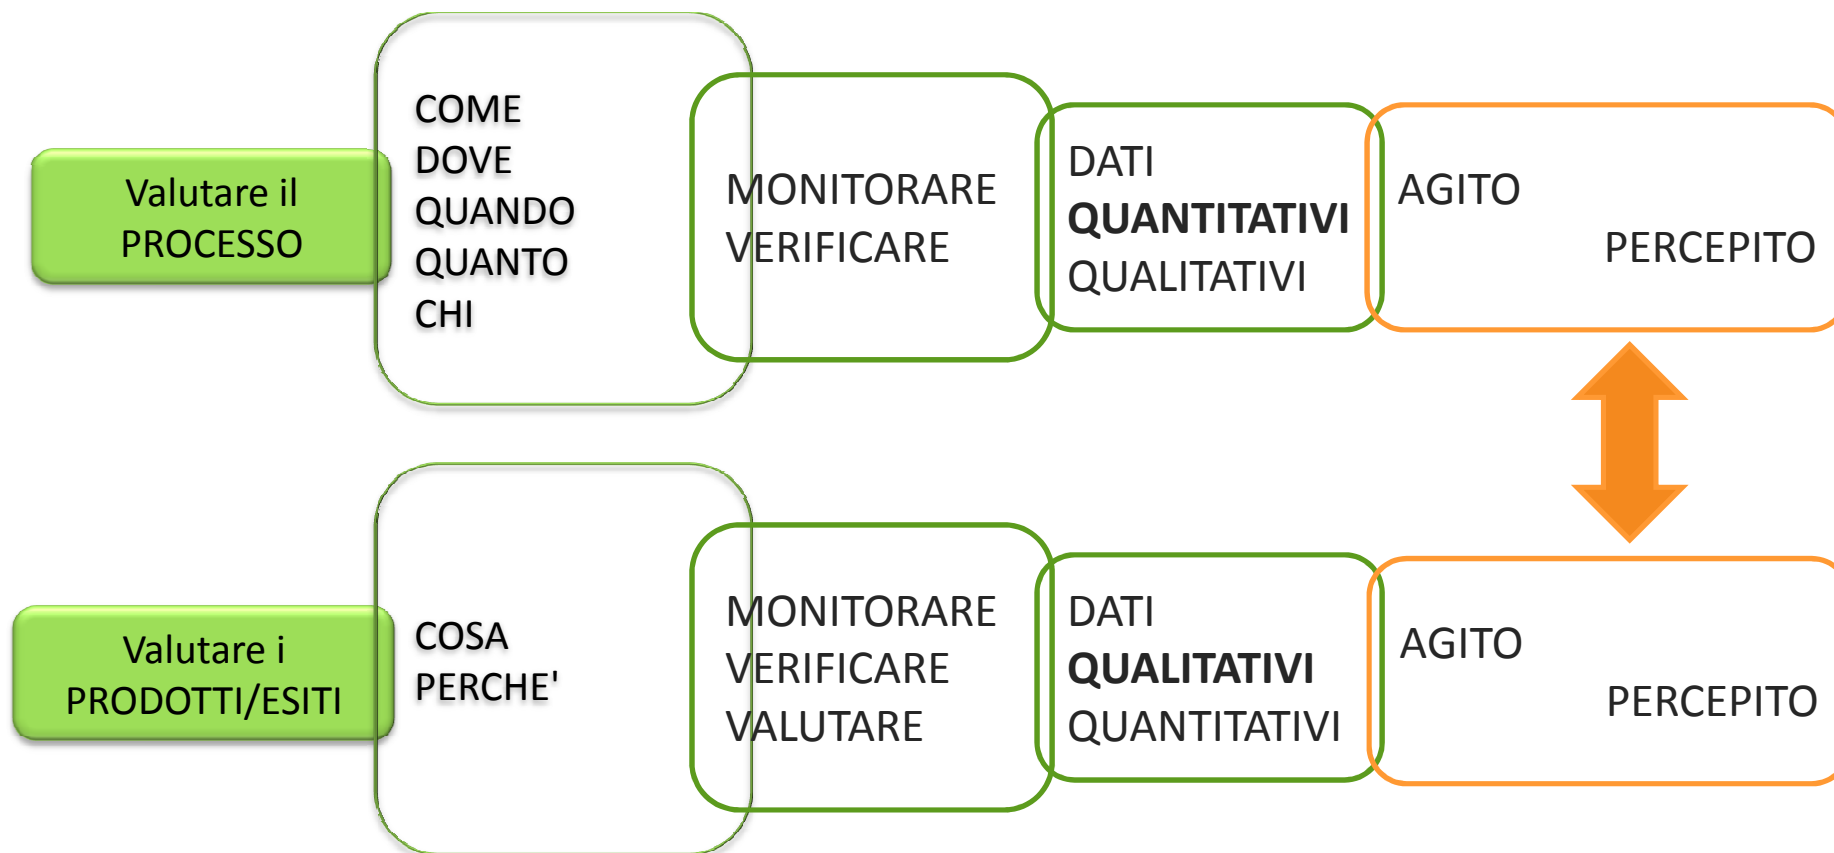 Valutare il
PROCESSO
COME
DOVE
QUANDO
QUANTO
CHI
MONITORARE
VERIFICARE
DATI
QUANTITATIVI
QUALITATIVI
AGITO
PERCEPITO
Valutare i
PRODOTTI/ESITI
COSA
PERCHE'
MONITORARE
VERIFICARE
VALUTARE
DATI
QUALITATIVI
QUANTITATIVI
AGITO
PERCEPITO